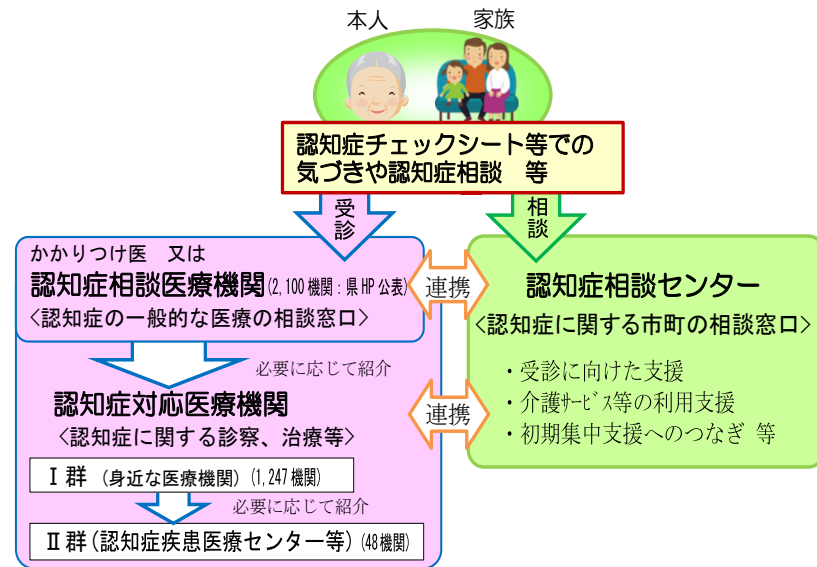 本人　家族
認知症チェックシート等での
気づきや認知症相談　等
受診
相談
かかりつけ医　又は
認知症相談医療機関(2,100機関：県HP公表)
〈認知症の一般的な医療の相談窓口〉
必要に応じて紹介
認知症対応医療機関
〈認知症に関する診察、治療等〉
Ⅰ群（身近な医療機関）(1,247機関)
必要に応じて紹介
Ⅱ群(認知症疾患医療センター等)(48機関)
連携
連携
認知症相談センター
〈認知症に関する市町の相談窓口〉
・受診に向けた支援
・介護ｻｰﾋﾞｽ等の利用支援
・初期集中支援へのつなぎ 等